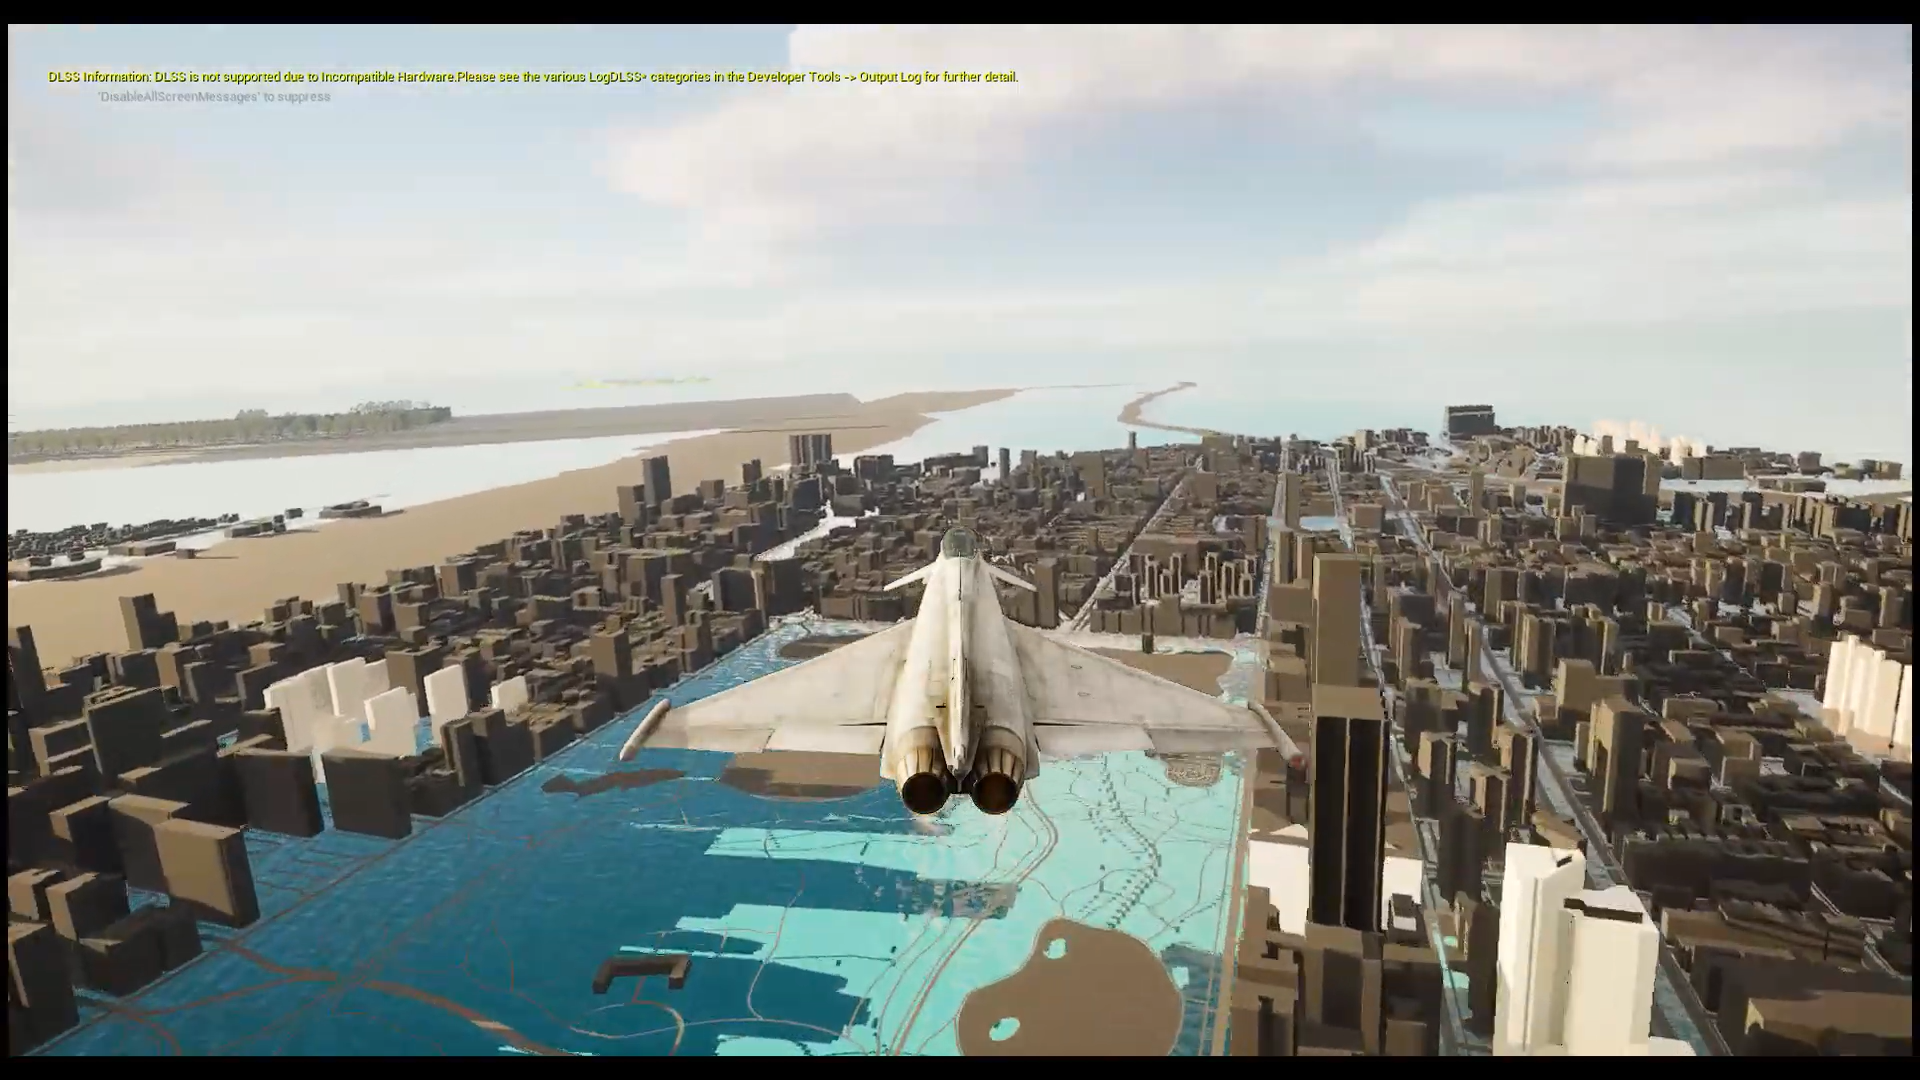 DLSS Information: DLSS is not supported due to Incompatible Hardware.Please see the various LogDLSS* categories in the Developer Tools -> Output Log for further detail.
'DisableAllScreenMessages' to suppress